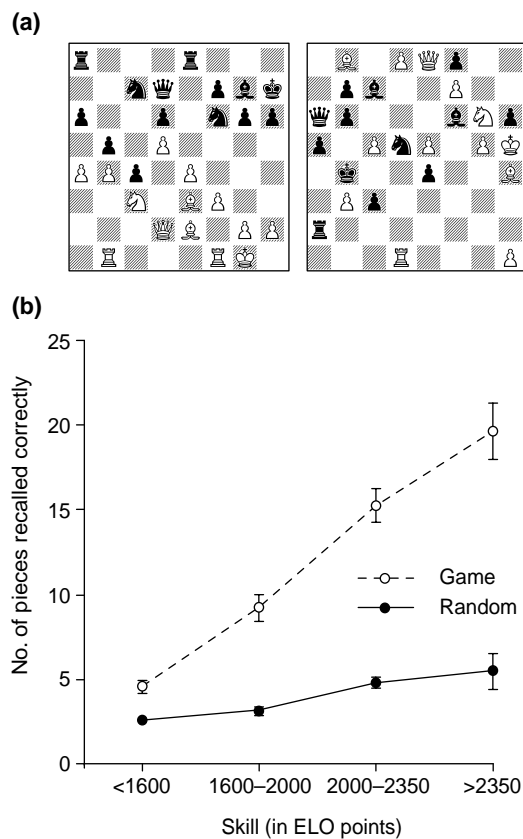 (a)
(b)
25
20
15
10
5
0
No. of pieces recalled correctly
Game
Random
<1600
1600–2000
2000–2350
>2350
Skill (in ELO points)